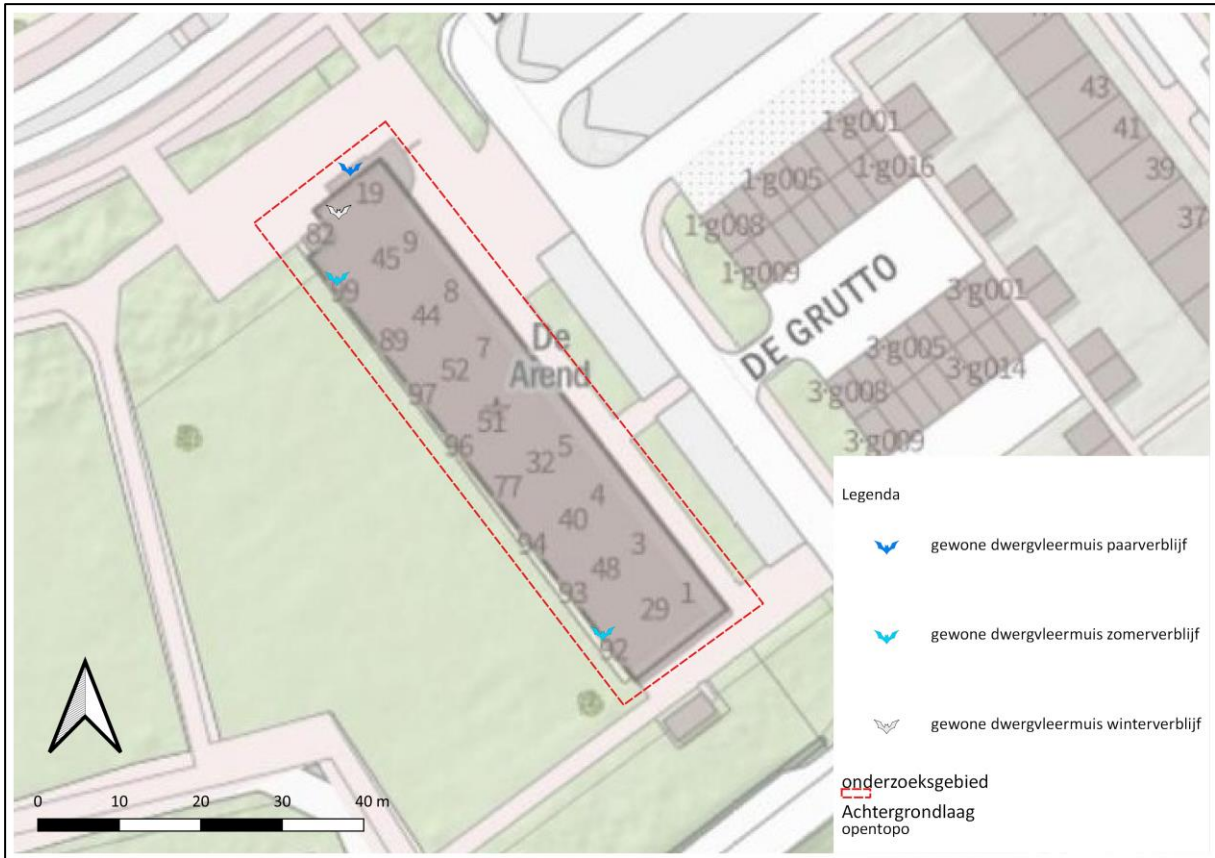 19
82
9
45
99
8
44
89
7
De
Arend
52
97
51
96
5
32
77
4
40
94
3
48
93
1
29
92
DE GRUTTO
1-g001
1-g005
1-g016
1-g008
1-g009
3-g001
3-g005
3-g014
3-g008
3-g009
43
41
39
37
Legenda
gewone dwergvleermuis paarverblijf
gewone dwergvleermuis zomerverblijf
gewone dwergvleermuis winterverblijf
onderzoeksgebied
Achtergrondlaag
opentopo
0 10 20 30 40 m